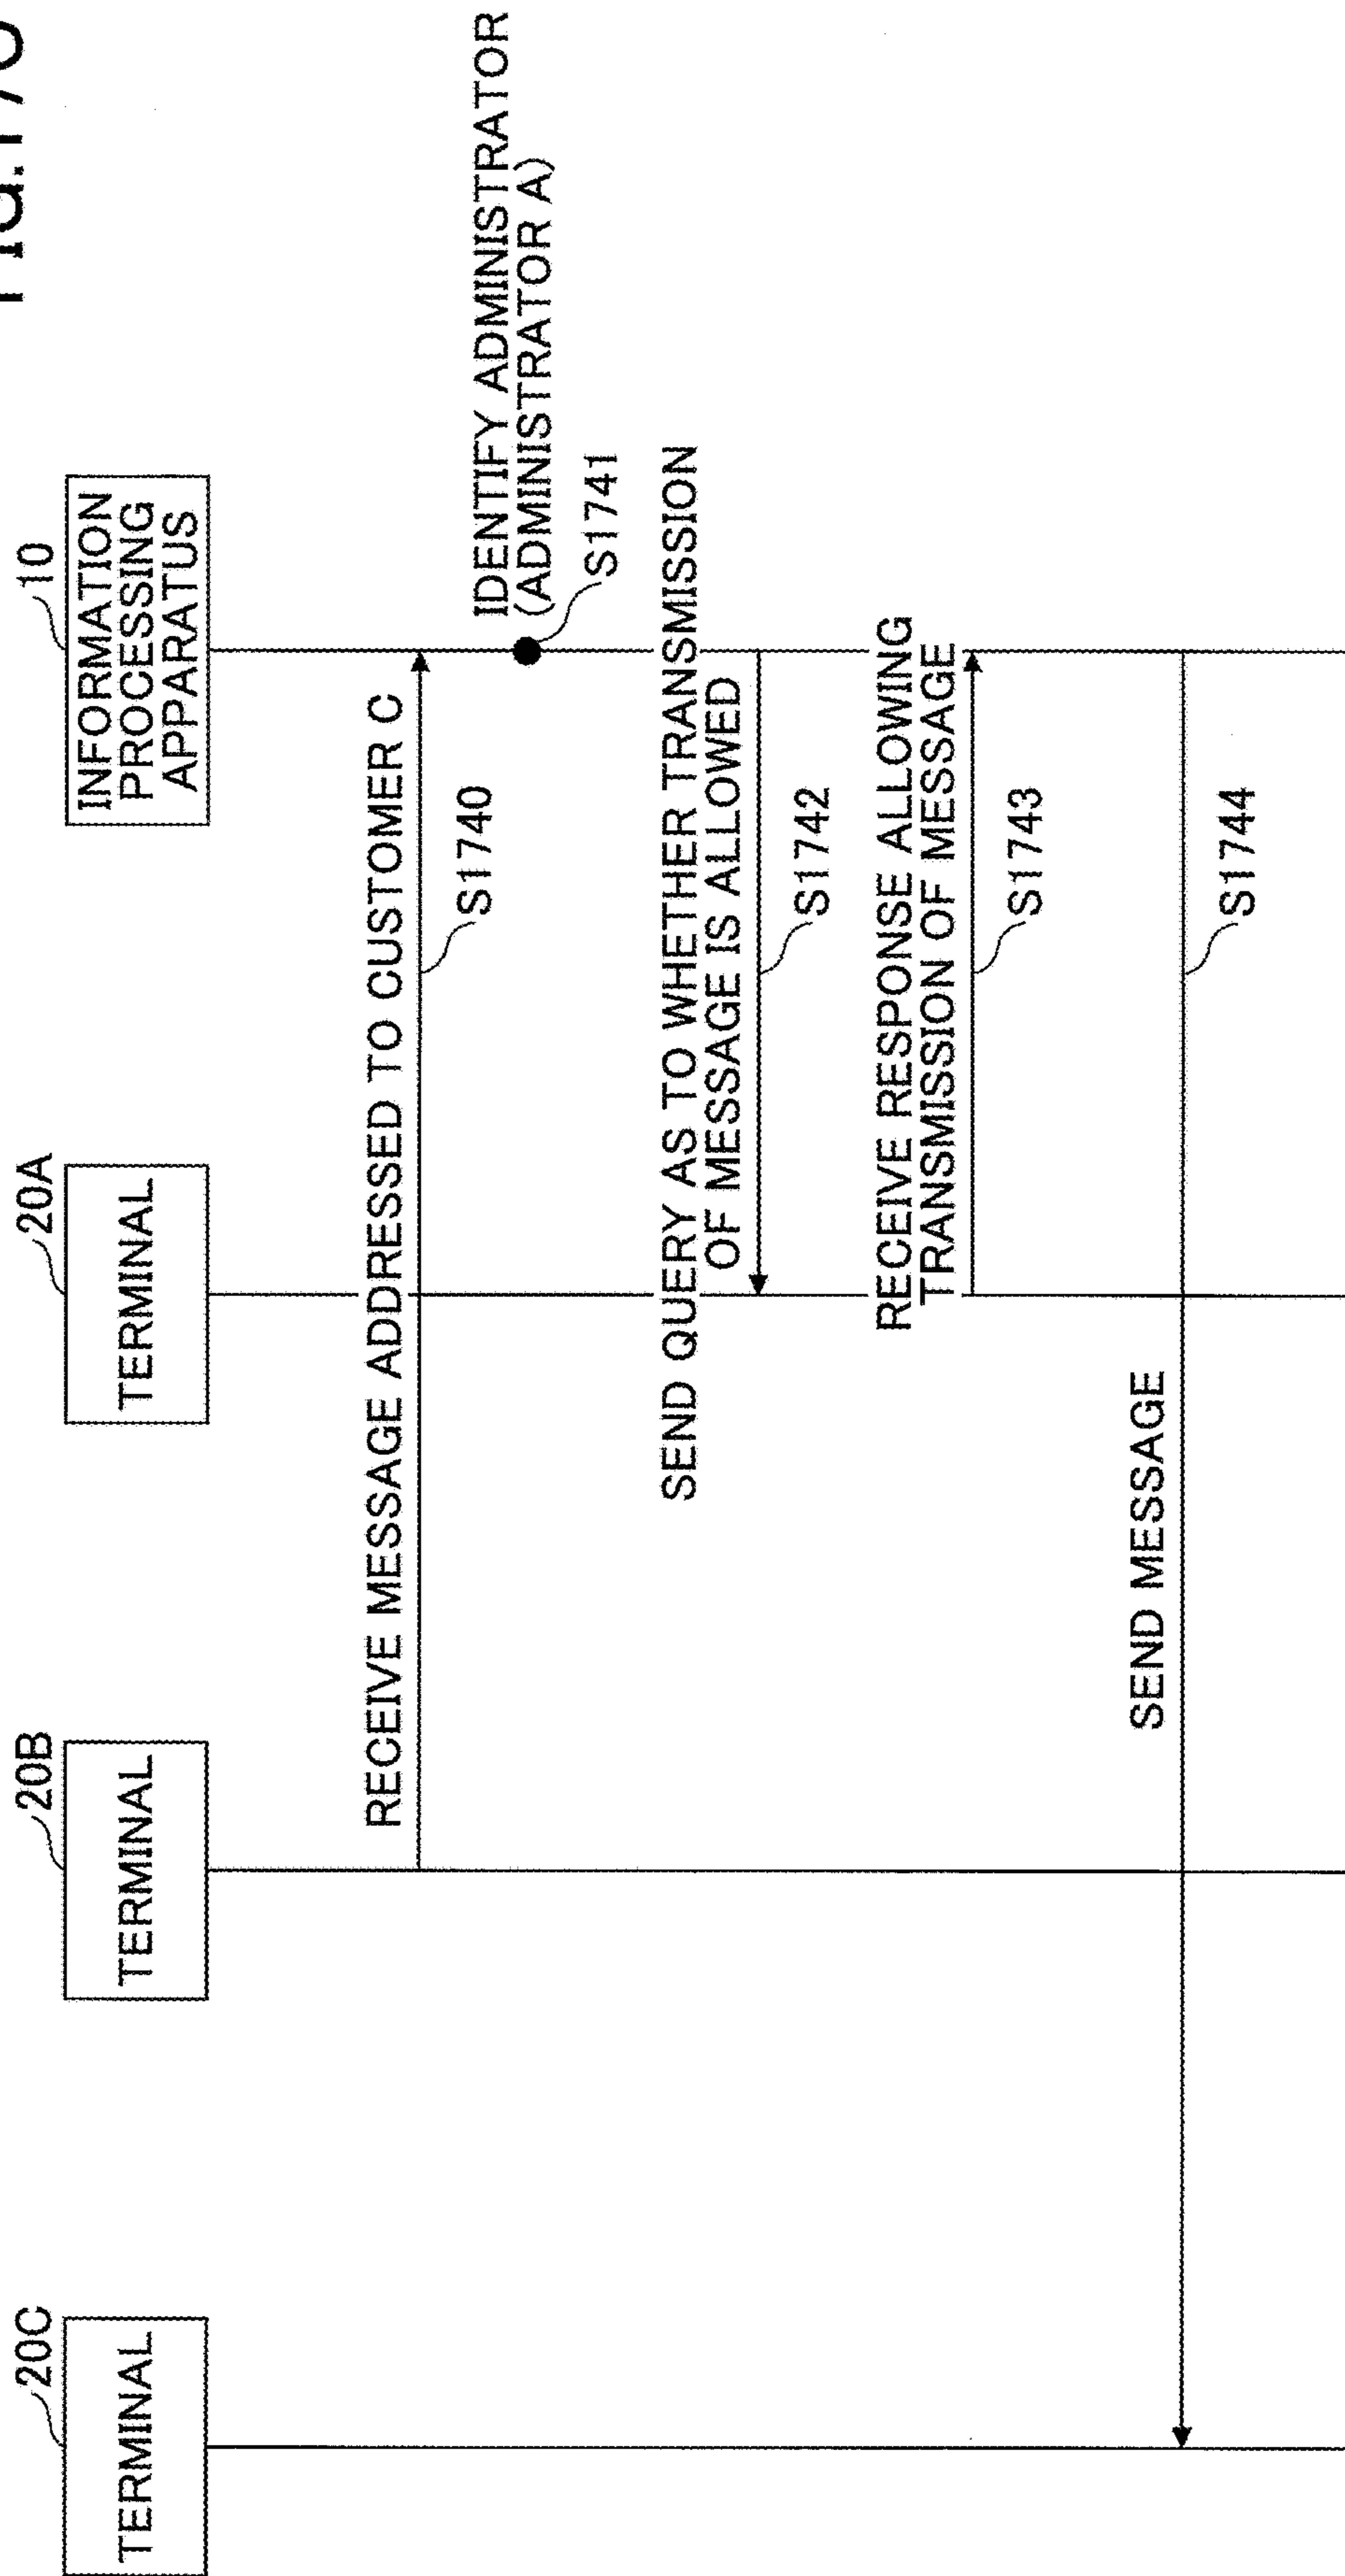 20C
20B
20A
10
TERMINAL
TERMINAL
TERMINAL
INFORMATION
PROCESSING
APPARATUS
RECEIVE MESSAGE ADDRESSED TO CUSTOMER C
S1740
IDENTIFY ADMINISTRATOR
(ADMINISTRATOR A)
S1741
SEND QUERY AS TO WHETHER TRANSMISSION
OF MESSAGE IS ALLOWED
S1742
RECEIVE RESPONSE ALLOWING
TRANSMISSION OF MESSAGE
S1743
SEND MESSAGE
S1744